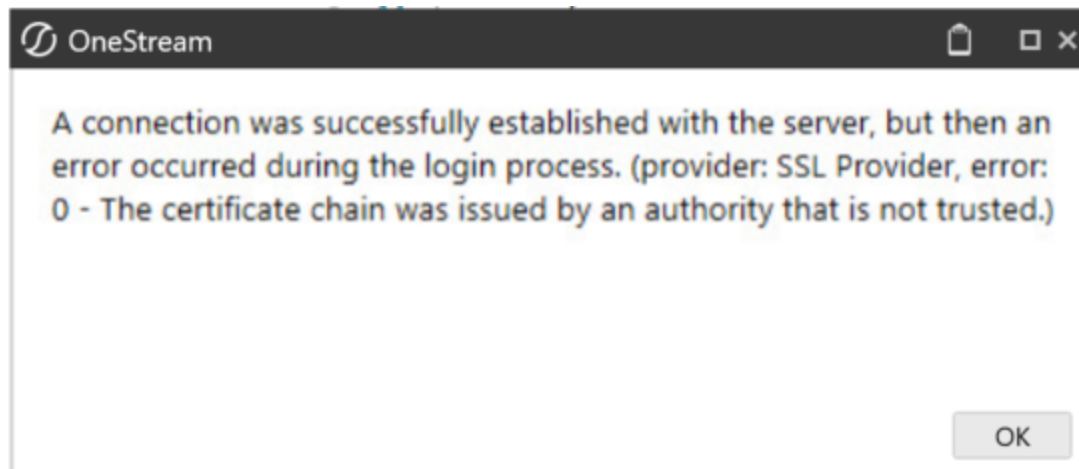 OneStream
A connection was successfully established with the server, but then an
error occurred during the login process. (provider: SSL Provider, error:
0 - The certificate chain was issued by an authority that is not trusted.)
OK